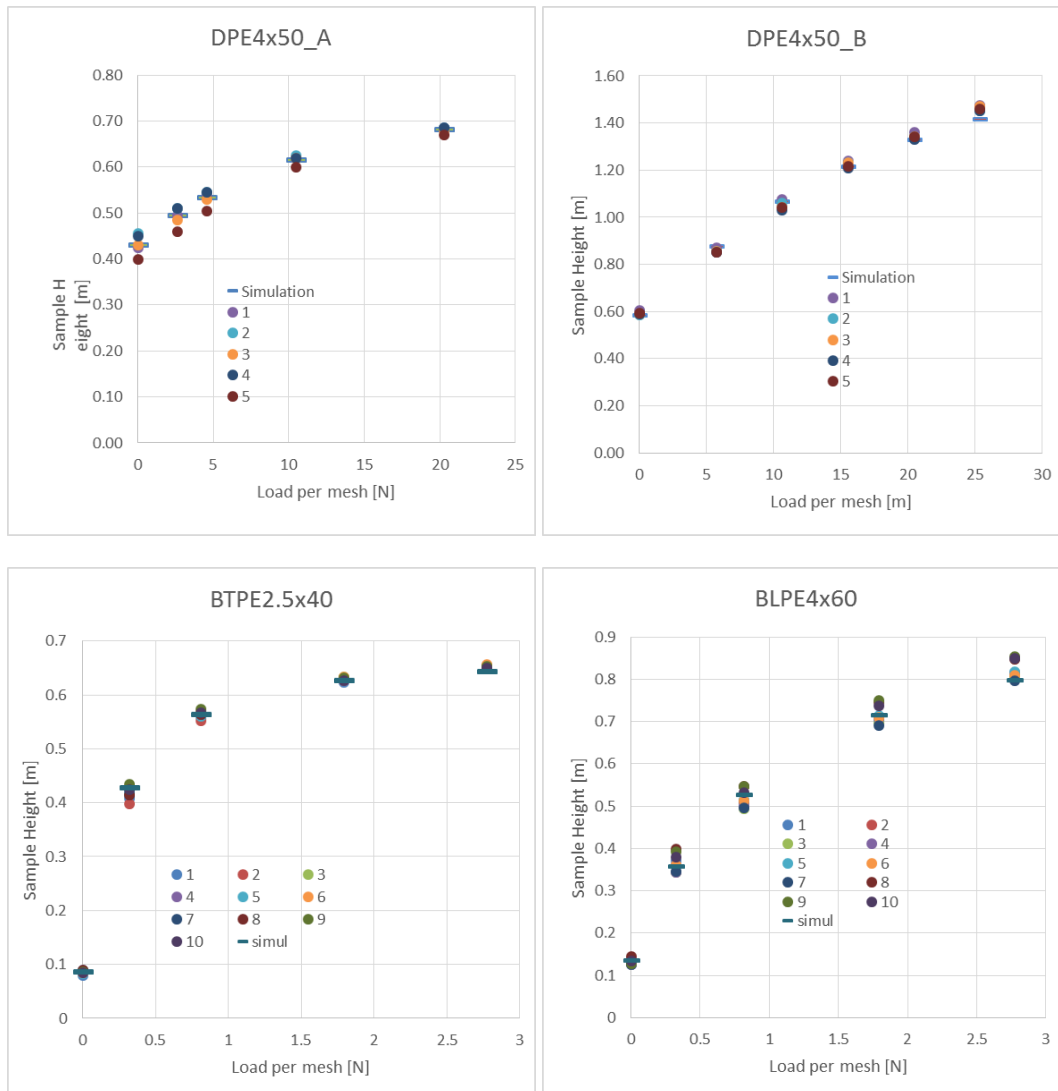 DPE4x50_A
0.80
0.70
0.60
0.50
0.40
0.30
0.20
0.10
0.00
Sample H
eight [m]
Simulation
1
2
3
4
5
0 5 10 15 20 25
Load per mesh [N]
DPE4x50_B
1.60
1.40
1.20
1.00
0.80
0.60
0.40
0.20
0.00
Sample Height [m]
Simulation
1
2
3
4
5
0 5 10 15 20 25 30
Load per mesh [m]
BTPE2.5x40
0.7
0.6
0.5
0.4
0.3
0.2
0.1
0
Sample Height [m]
1 2 3
4 5 6
7 8 9
10 simul
0 0.5 1 1.5 2 2.5 3
Load per mesh [N]
BLPE4x60
0.9
0.8
0.7
0.6
0.5
0.4
0.3
0.2
0.1
0
Sample Height [m]
1 2
3 4
5 6
7 8
9 10
simul
0 0.5 1 1.5 2 2.5 3
Load per mesh [N]